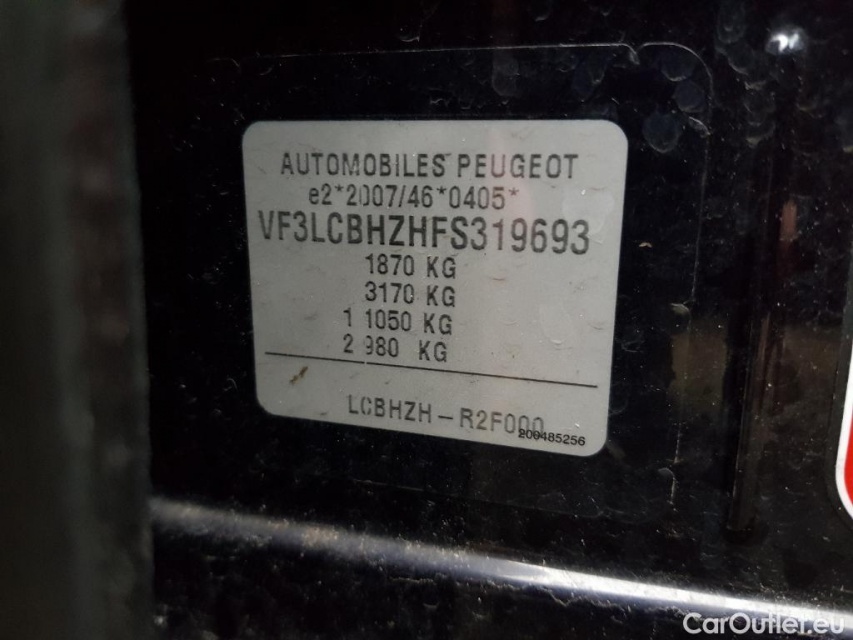 AUTOMOBILES PEUGEOT
e2*2007/46*0405*
VF3LCBHZHFS319693
1870 KG
3170 KG
1 1050 KG
2 980 KG
LCBHZH-R2F000
200485256
CarOutlet.eu